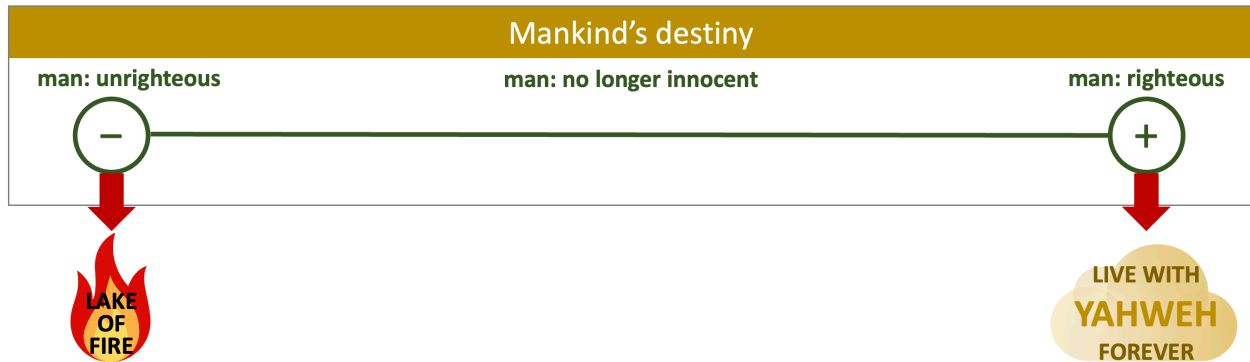 Mankind's destiny
man: unrighteous
man: no longer innocent
man: righteous
−
+
LAKE
OF
FIRE
LIVE WITH
YAHWEH
FOREVER